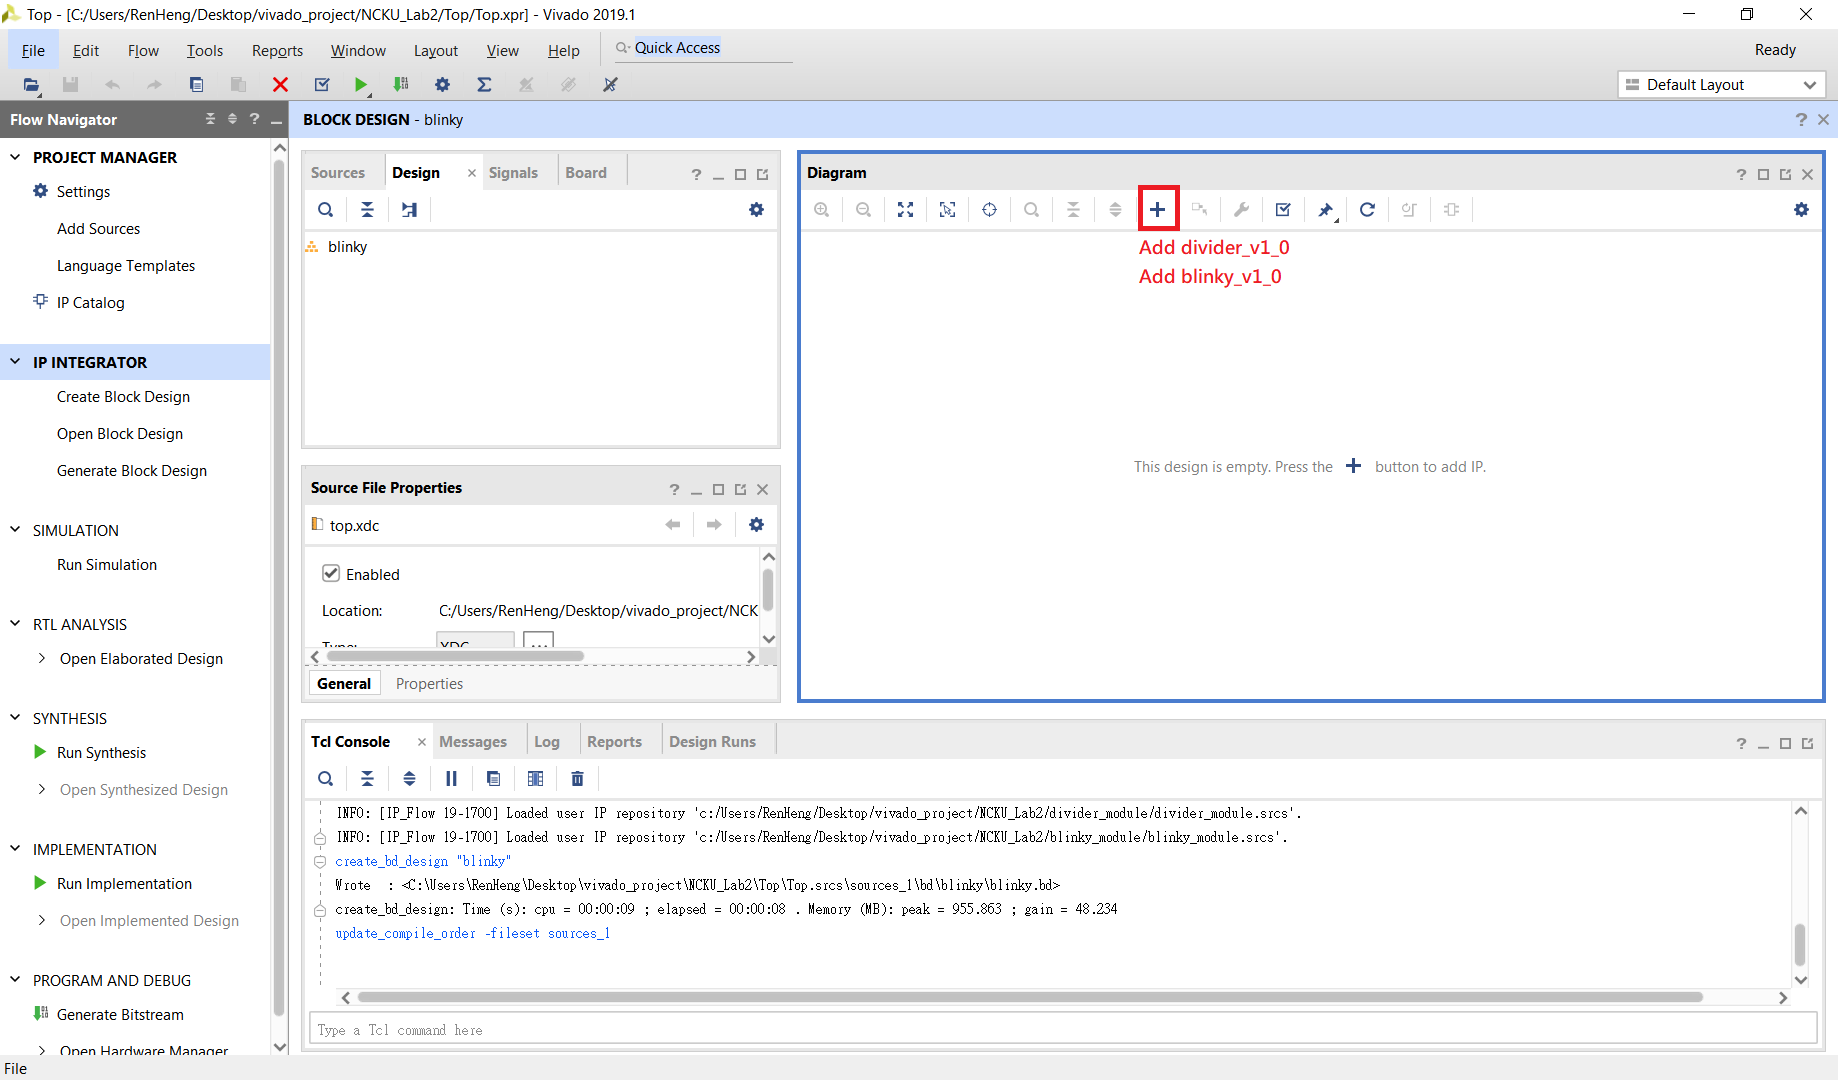 Top - [C:/Users/RenHeng/Desktop/vivado_project/NCKU_Lab2/Top/Top.xpr] - Vivado 2019.1
File Edit Flow Tools Reports Window Layout View Help Quick Access Ready
Default Layout
Flow Navigator
PROJECT MANAGER
Settings
Add Sources
Language Templates
IP Catalog
IP INTEGRATOR
Create Block Design
Open Block Design
Generate Block Design
SIMULATION
Run Simulation
RTL ANALYSIS
Open Elaborated Design
SYNTHESIS
Run Synthesis
Open Synthesized Design
IMPLEMENTATION
Run Implementation
Open Implemented Design
PROGRAM AND DEBUG
Generate Bitstream
Open Hardware Manager
BLOCK DESIGN - blinky
Sources Design Signals Board
blinky
Source File Properties
top.xdc
Enabled
Location: C:/Users/RenHeng/Desktop/vivado_project/NCK
Type: XDC
General Properties
Diagram
Add divider_v1_0
Add blinky_v1_0
This design is empty. Press the + button to add IP.
Tcl Console Messages Log Reports Design Runs
INFO: [IP_Flow 19-1700] Loaded user IP repository 'c:/Users/RenHeng/Desktop/vivado_project/NCKU_Lab2/divider_module/divider_module.srcs'.
INFO: [IP_Flow 19-1700] Loaded user IP repository 'c:/Users/RenHeng/Desktop/vivado_project/NCKU_Lab2/blinky_module/blinky_module.srcs'.
create_bd_design "blinky"
Wrote : <C:\Users\RenHeng\Desktop\vivado_project\NCKU_Lab2\Top\Top.srcs\sources_1\bd\blinky\blinky.bd>
create_bd_design: Time (s): cpu = 00:00:09 ; elapsed = 00:00:08 . Memory (MB): peak = 955.863 ; gain = 48.234
update_compile_order -fileset sources_1
Type a Tcl command here
File